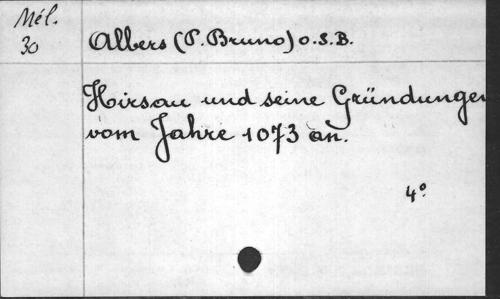 Mél.
30
Albers (P. Bruno) o.S.B.
Hirsau und seine Gründungen
vom Jahre 1073 an.
4°